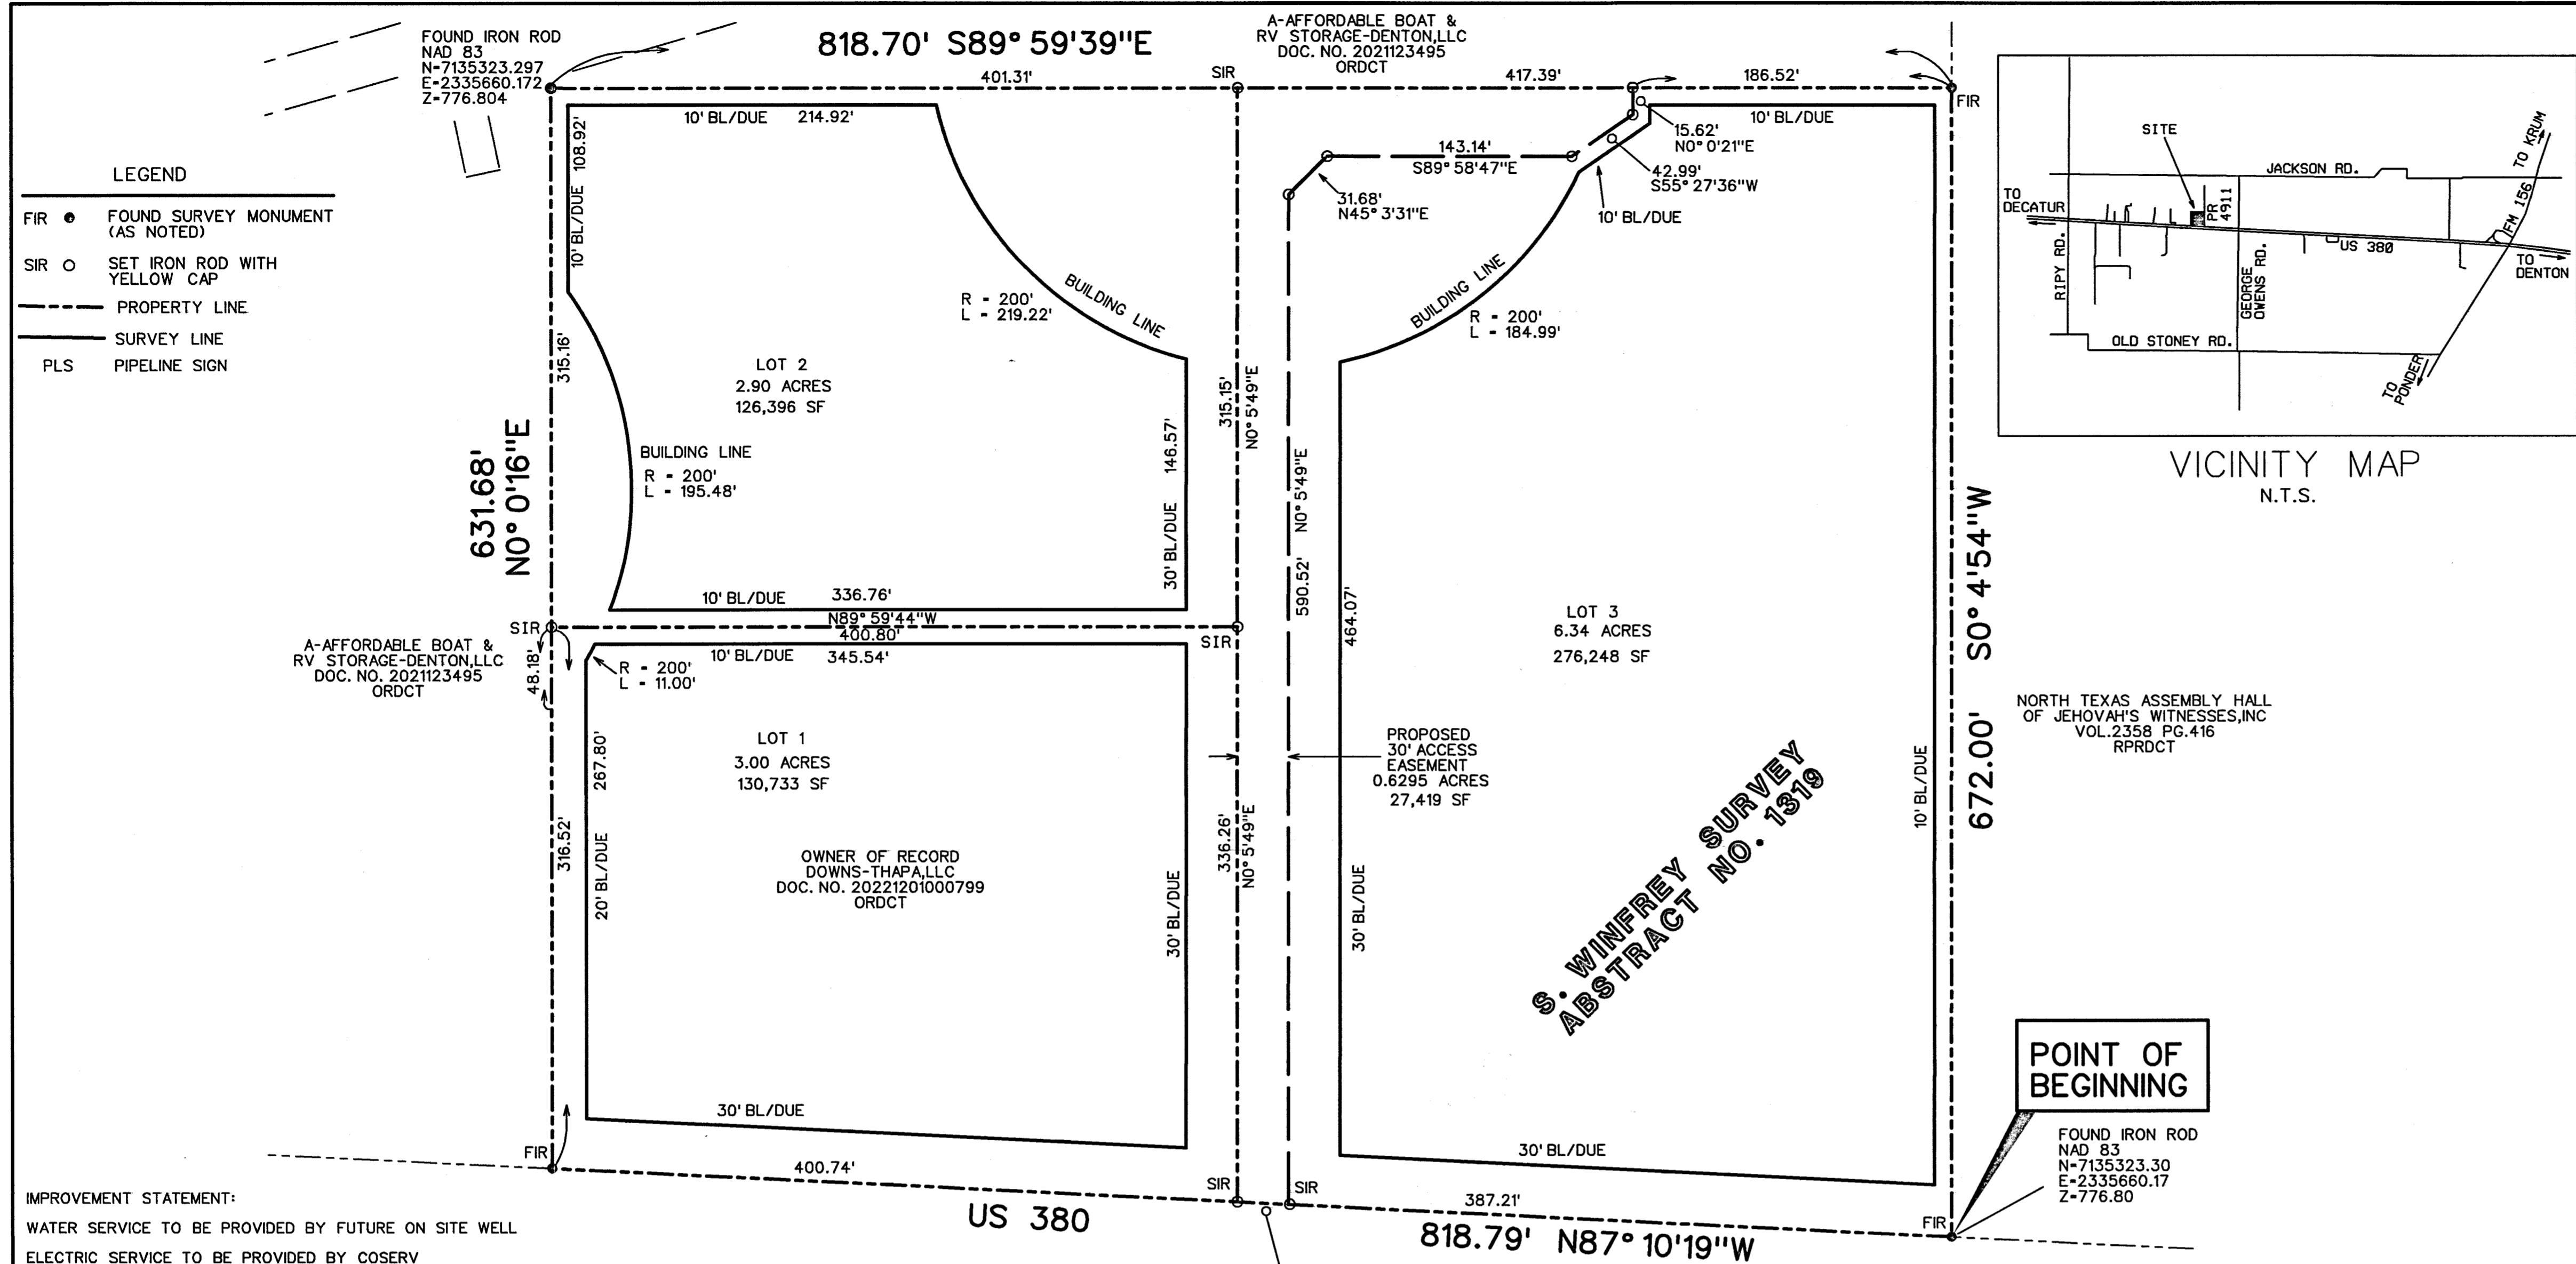 FOUND IRON ROD
NAD 83
N-7135323.297
E-2335660.172
Z-776.804
818.70' S89° 59'39"E
A-AFFORDABLE BOAT &
RV STORAGE-DENTON,LLC
DOC. NO. 2021123495
ORDCT
401.31'
SIR
417.39'
186.52'
FIR
10' BL/DUE 214.92'
10' BL/DUE 108.92'
15.62'
N0° 0'21"E
10' BL/DUE
143.14'
S89° 58'47"E
42.99'
S55° 27'36"W
31.68'
N45° 3'31"E
10' BL/DUE
LEGEND
FIR FOUND SURVEY MONUMENT
(AS NOTED)
SIR SET IRON ROD WITH
YELLOW CAP
PROPERTY LINE
SURVEY LINE
PLS PIPELINE SIGN
SITE
JACKSON RD.
TO KRUM
TO
DECATUR
PR
4911
FM 156
RIPY RD.
US 380
GEORGE
OWENS RD.
TO
DENTON
OLD STONEY RD.
TO
PONDER
VICINITY MAP
N.T.S.
BUILDING LINE
R - 200'
L - 219.22'
BUILDING LINE
R - 200'
L - 184.99'
315.16'
LOT 2
2.90 ACRES
126,396 SF
315.15'
N0° 5'49"E
631.68'
N0° 0'16"E
BUILDING LINE
R - 200'
L - 195.48'
30' BL/DUE 146.57'
590.52' N0° 5'49"E
464.07'
S0° 4'54"W
672.00'
10' BL/DUE 336.76'
N89° 59'44"W
400.80'
SIR
SIR
10' BL/DUE 345.54'
R - 200'
L - 11.00'
LOT 3
6.34 ACRES
276,248 SF
A-AFFORDABLE BOAT &
RV STORAGE-DENTON,LLC
DOC. NO. 2021123495
ORDCT
48.18'
NORTH TEXAS ASSEMBLY HALL
OF JEHOVAH'S WITNESSES,INC
VOL.2358 PG.416
RPRDCT
LOT 1
3.00 ACRES
130,733 SF
20' BL/DUE 267.80'
316.52'
PROPOSED
30' ACCESS
EASEMENT
0.6295 ACRES
27,419 SF
10' BL/DUE
336.26'
N0° 5'49"E
OWNER OF RECORD
DOWNS-THAPA,LLC
DOC. NO. 20221201000799
ORDCT
30' BL/DUE
30' BL/DUE
S. WINFREY SURVEY
ABSTRACT NO. 1319
POINT OF
BEGINNING
FOUND IRON ROD
NAD 83
N-7135323.30
E-2335660.17
Z-776.80
30' BL/DUE
30' BL/DUE
FIR
400.74'
SIR
SIR
387.21'
FIR
US 380
818.79' N87° 10'19"W
IMPROVEMENT STATEMENT:
WATER SERVICE TO BE PROVIDED BY FUTURE ON SITE WELL
ELECTRIC SERVICE TO BE PROVIDED BY COSERV